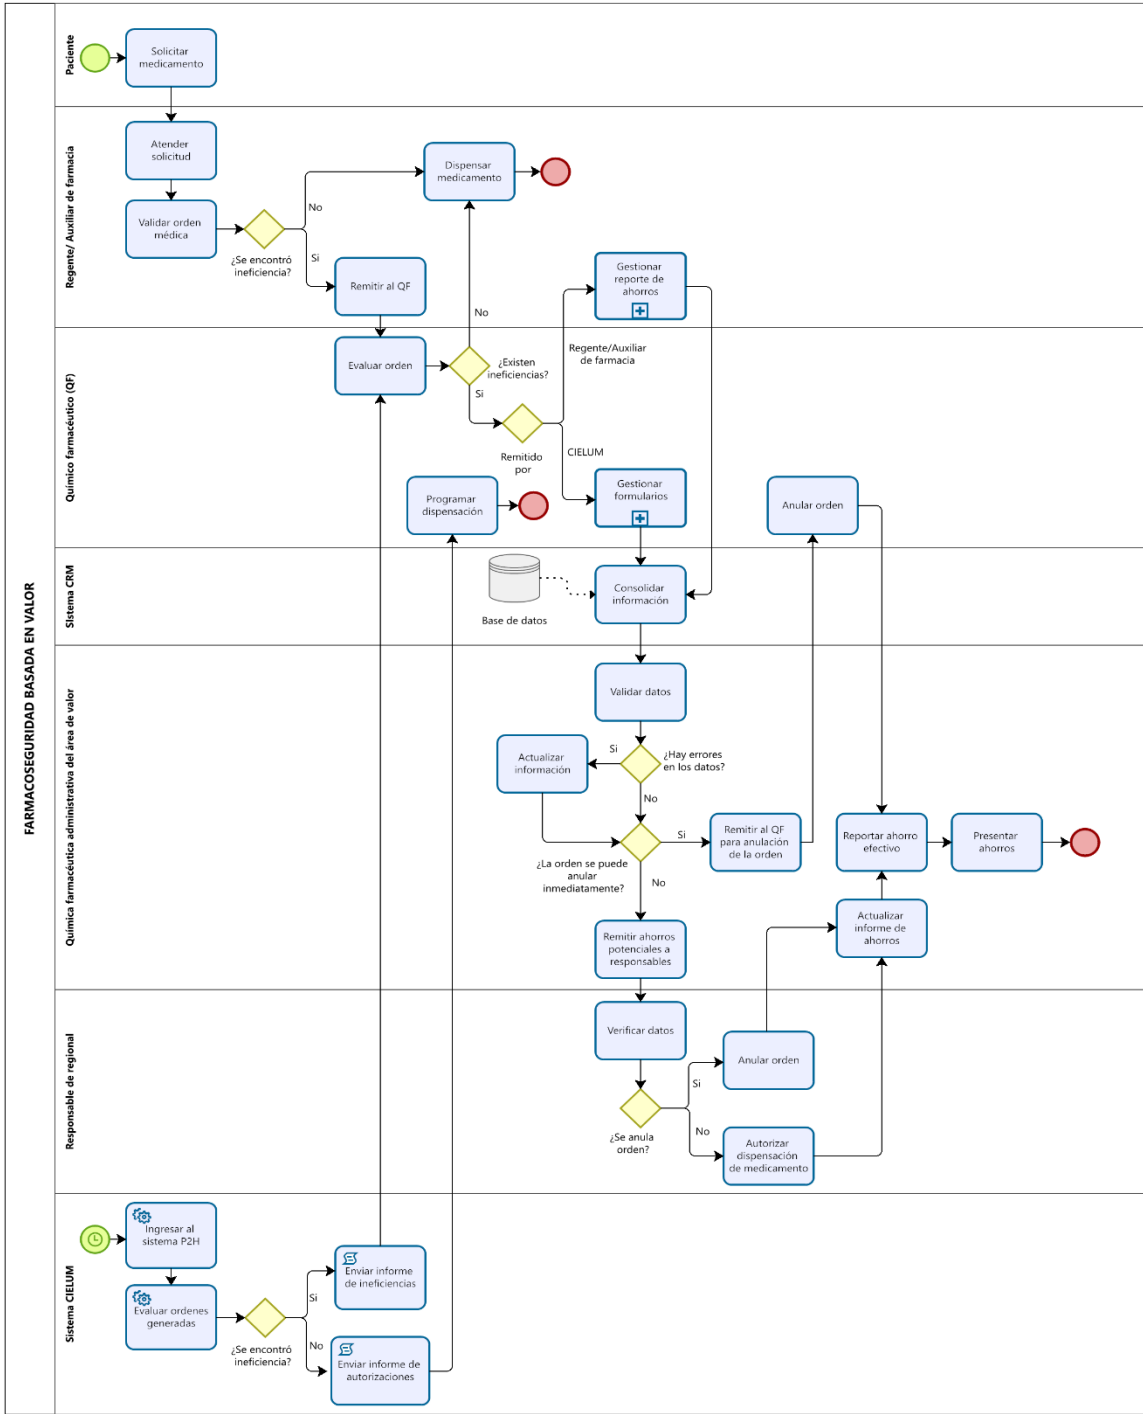 FARMACOSEGURIDAD BASADA EN VALOR
Paciente
Solicitar
medicamento
Regente/ Auxiliar de farmacia
Atender
solicitud
Validar orden
médica
¿Se encontró
ineficiencia?
No
Si
Dispensar
medicamento
Remitir al QF
Gestionar
reporte de
ahorros
No
Químico farmacéutico (QF)
Evaluar orden
¿Existen
ineficiencias?
Si
Regente/Auxiliar
de farmacia
Remitido
por
CIELUM
Programar
dispensación
Gestionar
formularios
Anular orden
Sistema CRM
Base de datos
Consolidar
información
Química farmacéutica administrativa del área de valor
Validar datos
Actualizar
información
Si
¿Hay errores
en los datos?
No
¿La orden se puede
anular
inmediatamente?
Si
Remitir al QF
para anulación
de la orden
Reportar ahorro
efectivo
Presentar
ahorros
No
Remitir ahorros
potenciales a
responsables
Actualizar
informe de
ahorros
Responsable de regional
Verificar datos
¿Se anula
orden?
Si
Anular orden
No
Autorizar
dispensación
de medicamento
Sistema CIELUM
Ingresar al
sistema P2H
Evaluar ordenes
generadas
¿Se encontró
ineficiencia?
Si
Enviar informe
de ineficiencias
No
Enviar informe de
autorizaciones